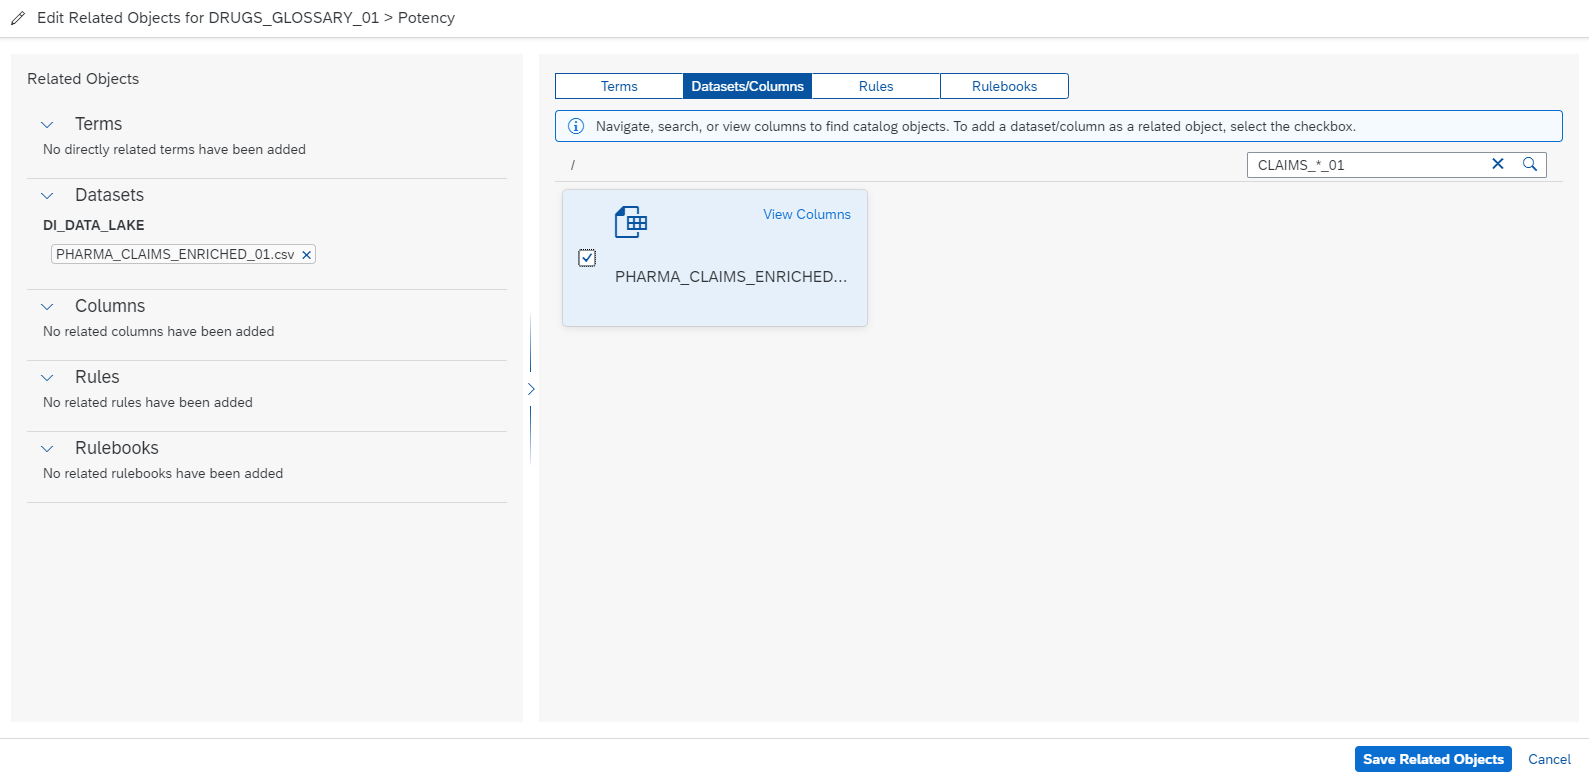 Edit Related Objects for DRUGS_GLOSSARY_01 > Potency
Related Objects
Terms
No directly related terms have been added
Datasets
DI_DATA_LAKE
PHARMA_CLAIMS_ENRICHED_01.csv
Columns
No related columns have been added
Rules
No related rules have been added
Rulebooks
No related rulebooks have been added
Terms Datasets/Columns Rules Rulebooks
Navigate, search, or view columns to find catalog objects. To add a dataset/column as a related object, select the checkbox.
/ CLAIMS_*_01
View Columns
PHARMA_CLAIMS_ENRICHED...
Save Related Objects Cancel